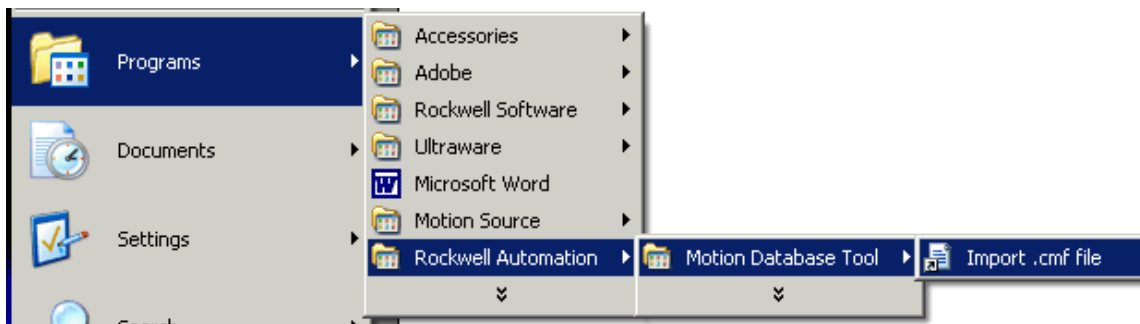 Programs
Documents
Settings
Search
Accessories
Adobe
Rockwell Software
Ultraware
Microsoft Word
Motion Source
Rockwell Automation
Motion Database Tool
Import .cmf file